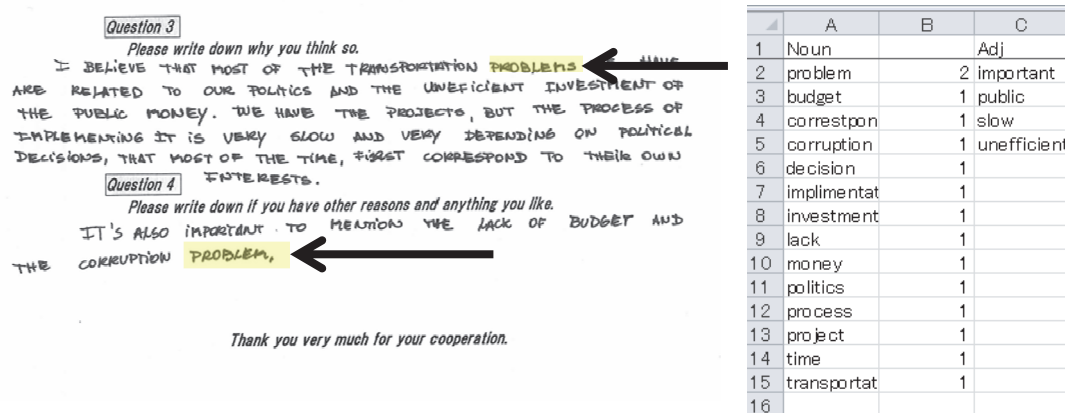 Question 3
Please write down why you think so.
I BELIEVE THAT MOST OF THE TRANSPORTATION PROBLEMS HAVE
ARE RELATED TO OUR POLITICS AND THE UNEFICIENT INVESTMENT OF
THE PUBLIC MONEY. WE HAVE THE PROJECTS, BUT THE PROCESS OF
IMPLEMENTING IT IS VERY SLOW AND VERY DEPENDING ON POLITICAL
DECISIONS, THAT MOST OF THE TIME, FIRST CORRESPOND TO THEIR OWN
INTERESTS.
Question 4
Please write down if you have other reasons and anything you like.
IT'S ALSO IMPORTANT TO MENTION THE LACK OF BUDGET AND
THE CORRUPTION PROBLEM,
Thank you very much for your cooperation.
A B C
1 Noun Adj
2 problem 2 important
3 budget 1 public
4 correstpon 1 slow
5 corruption 1 unefficient
6 decision 1
7 implimentat 1
8 investment 1
9 lack 1
10 money 1
11 politics 1
12 process 1
13 project 1
14 time 1
15 transportat 1
16